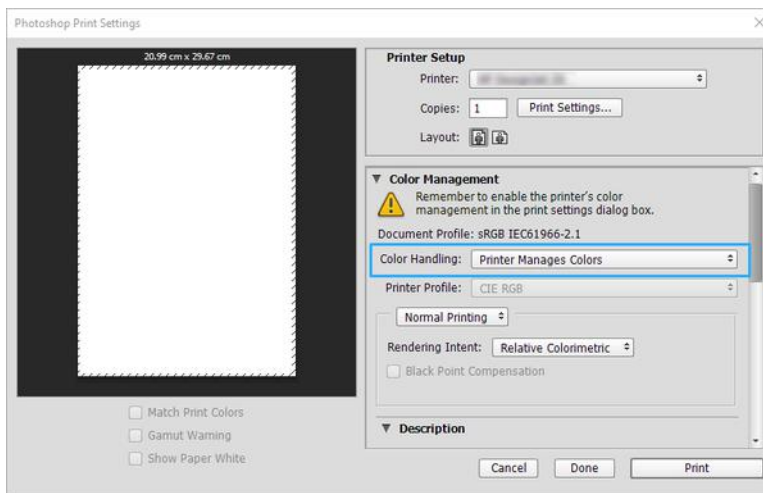 Photoshop Print Settings
20.99 cm x 29.67 cm
Match Print Colors
Gamut Warning
Show Paper White
Printer Setup
Printer:
Copies: 1 Print Settings...
Layout:
Color Management
Remember to enable the printer's color
management in the print settings dialog box.
Document Profile: sRGB IEC61966-2.1
Color Handling: Printer Manages Colors
Printer Profile: CIE RGB
Normal Printing
Rendering Intent: Relative Colorimetric
Black Point Compensation
Description
Cancel Done Print